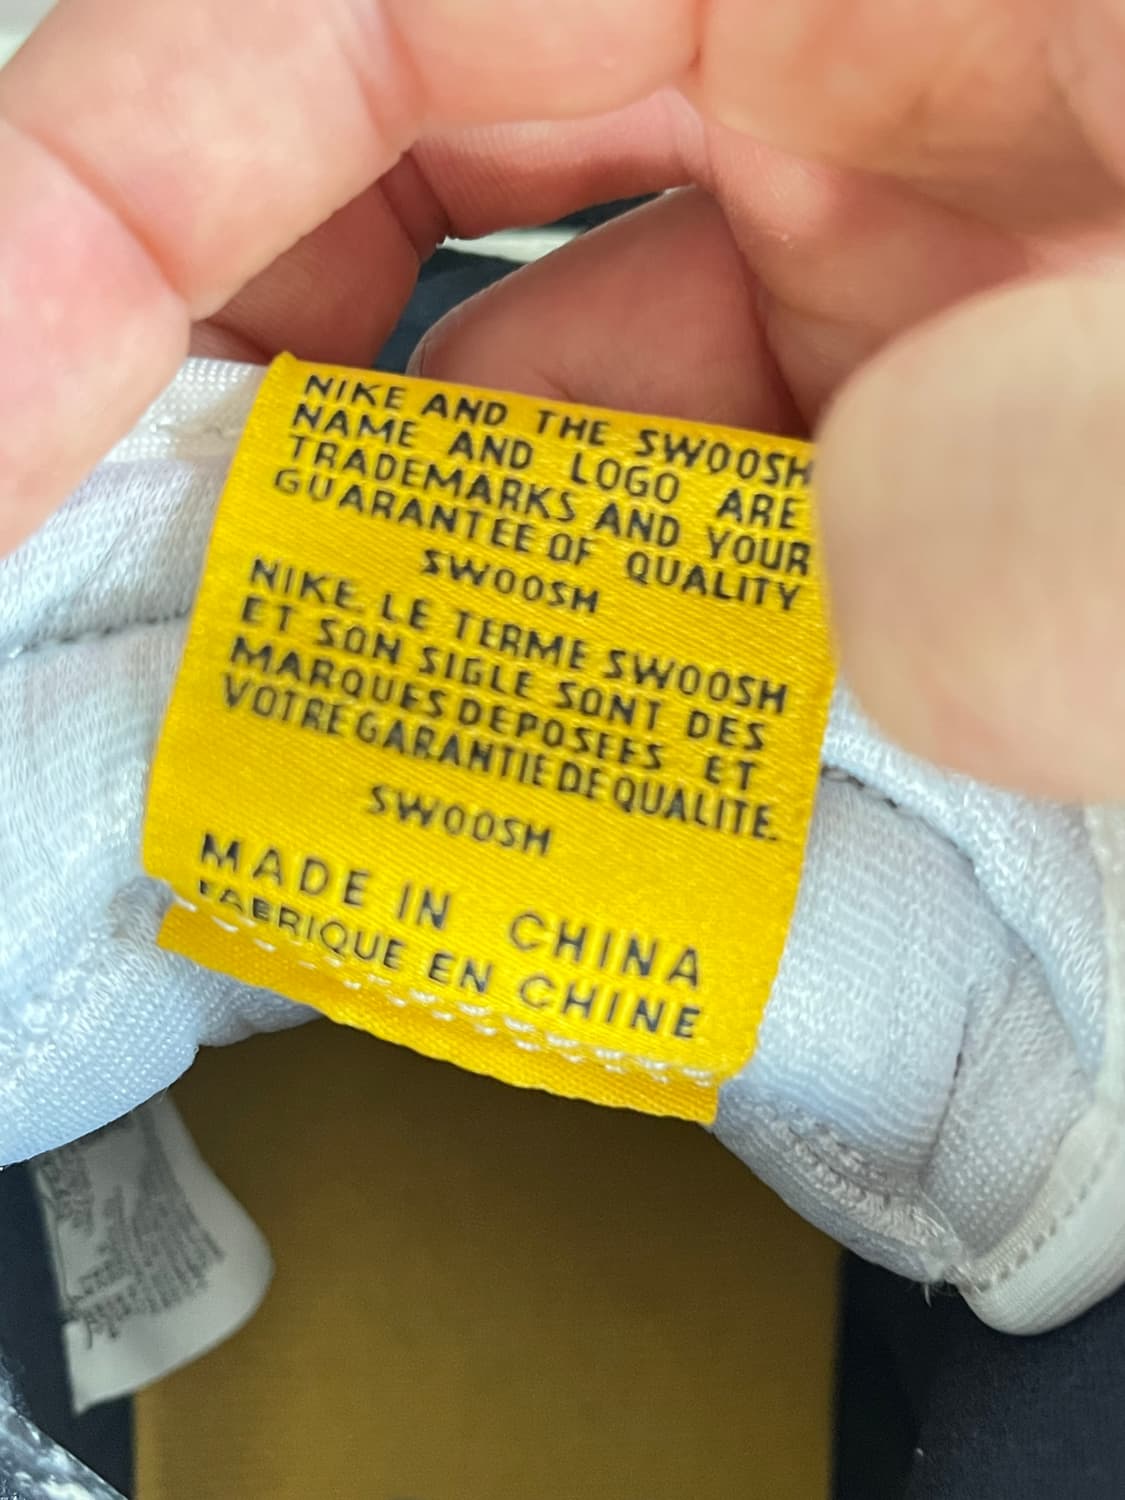 NIKE AND THE SWOOSH
NAME AND LOGO ARE
TRADEMARKS AND YOUR
GUARANTEE OF QUALITY
SWOOSH
NIKE, LE TERME SWOOSH
ET SON SIGLE SONT DES
MARQUES DEPOSEES ET
VOTRE GARANTIE DE QUALITE.
SWOOSH
MADE IN CHINA
FABRIQUE EN CHINE